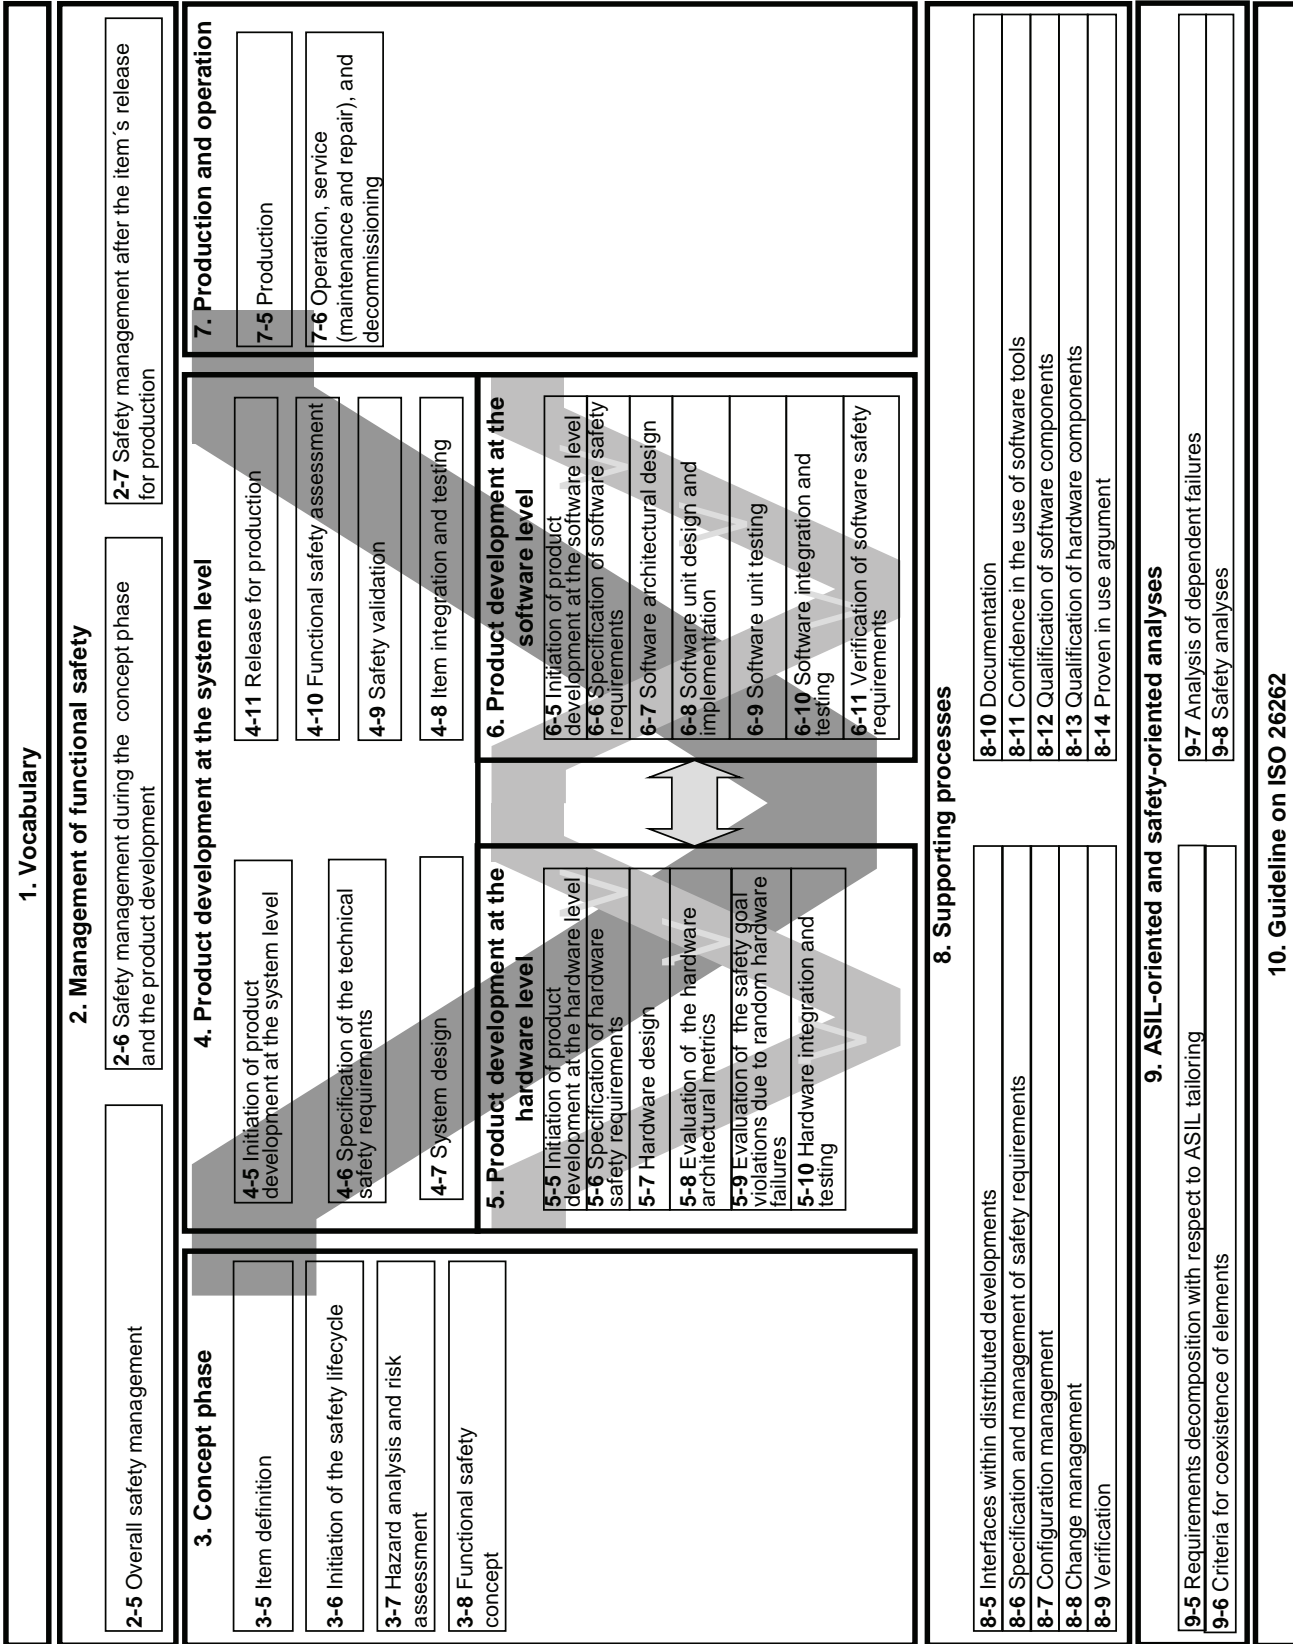 1. Vocabulary
2. Management of functional safety
2-5 Overall safety management
2-6 Safety management during the concept phase
and the product development
2-7 Safety management after the item´s release
for production
3. Concept phase
3-5 Item definition
3-6 Initiation of the safety lifecycle
3-7 Hazard analysis and risk
assessment
3-8 Functional safety
concept
4. Product development at the system level
4-5 Initiation of product
development at the system level
4-6 Specification of the technical
safety requirements
4-7 System design
4-11 Release for production
4-10 Functional safety assessment
4-9 Safety validation
4-8 Item integration and testing
7. Production and operation
7-5 Production
7-6 Operation, service
(maintenance and repair), and
decommissioning
5. Product development at the
hardware level
5-5 Initiation of product
development at the hardware level
5-6 Specification of hardware
safety requirements
5-7 Hardware design
5-8 Evaluation of the hardware
architectural metrics
5-9 Evaluation of the safety goal
violations due to random hardware
failures
5-10 Hardware integration and
testing
6. Product development at the
software level
6-5 Initiation of product
development at the software level
6-6 Specification of software safety
requirements
6-7 Software architectural design
6-8 Software unit design and
implementation
6-9 Software unit testing
6-10 Software integration and
testing
6-11 Verification of software safety
requirements
8. Supporting processes
8-5 Interfaces within distributed developments
8-6 Specification and management of safety requirements
8-7 Configuration management
8-8 Change management
8-9 Verification
8-10 Documentation
8-11 Confidence in the use of software tools
8-12 Qualification of software components
8-13 Qualification of hardware components
8-14 Proven in use argument
9. ASIL-oriented and safety-oriented analyses
9-5 Requirements decomposition with respect to ASIL tailoring
9-6 Criteria for coexistence of elements
9-7 Analysis of dependent failures
9-8 Safety analyses
10. Guideline on ISO 26262